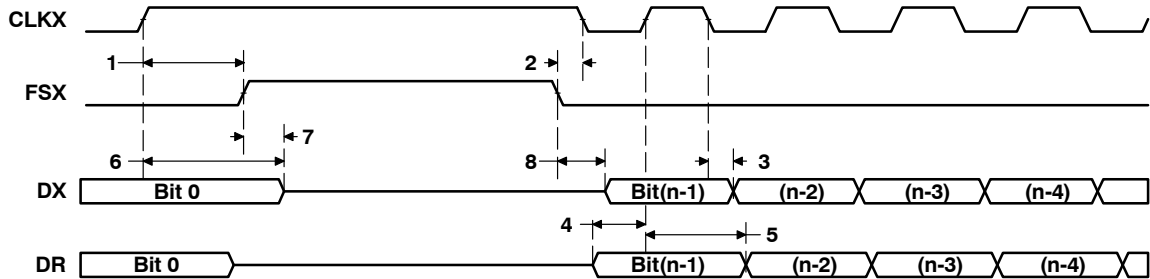 CLKX
1
2
FSX
7
6
8
3
DX
Bit 0
Bit(n-1)
(n-2)
(n-3)
(n-4)
4
5
DR
Bit 0
Bit(n-1)
(n-2)
(n-3)
(n-4)